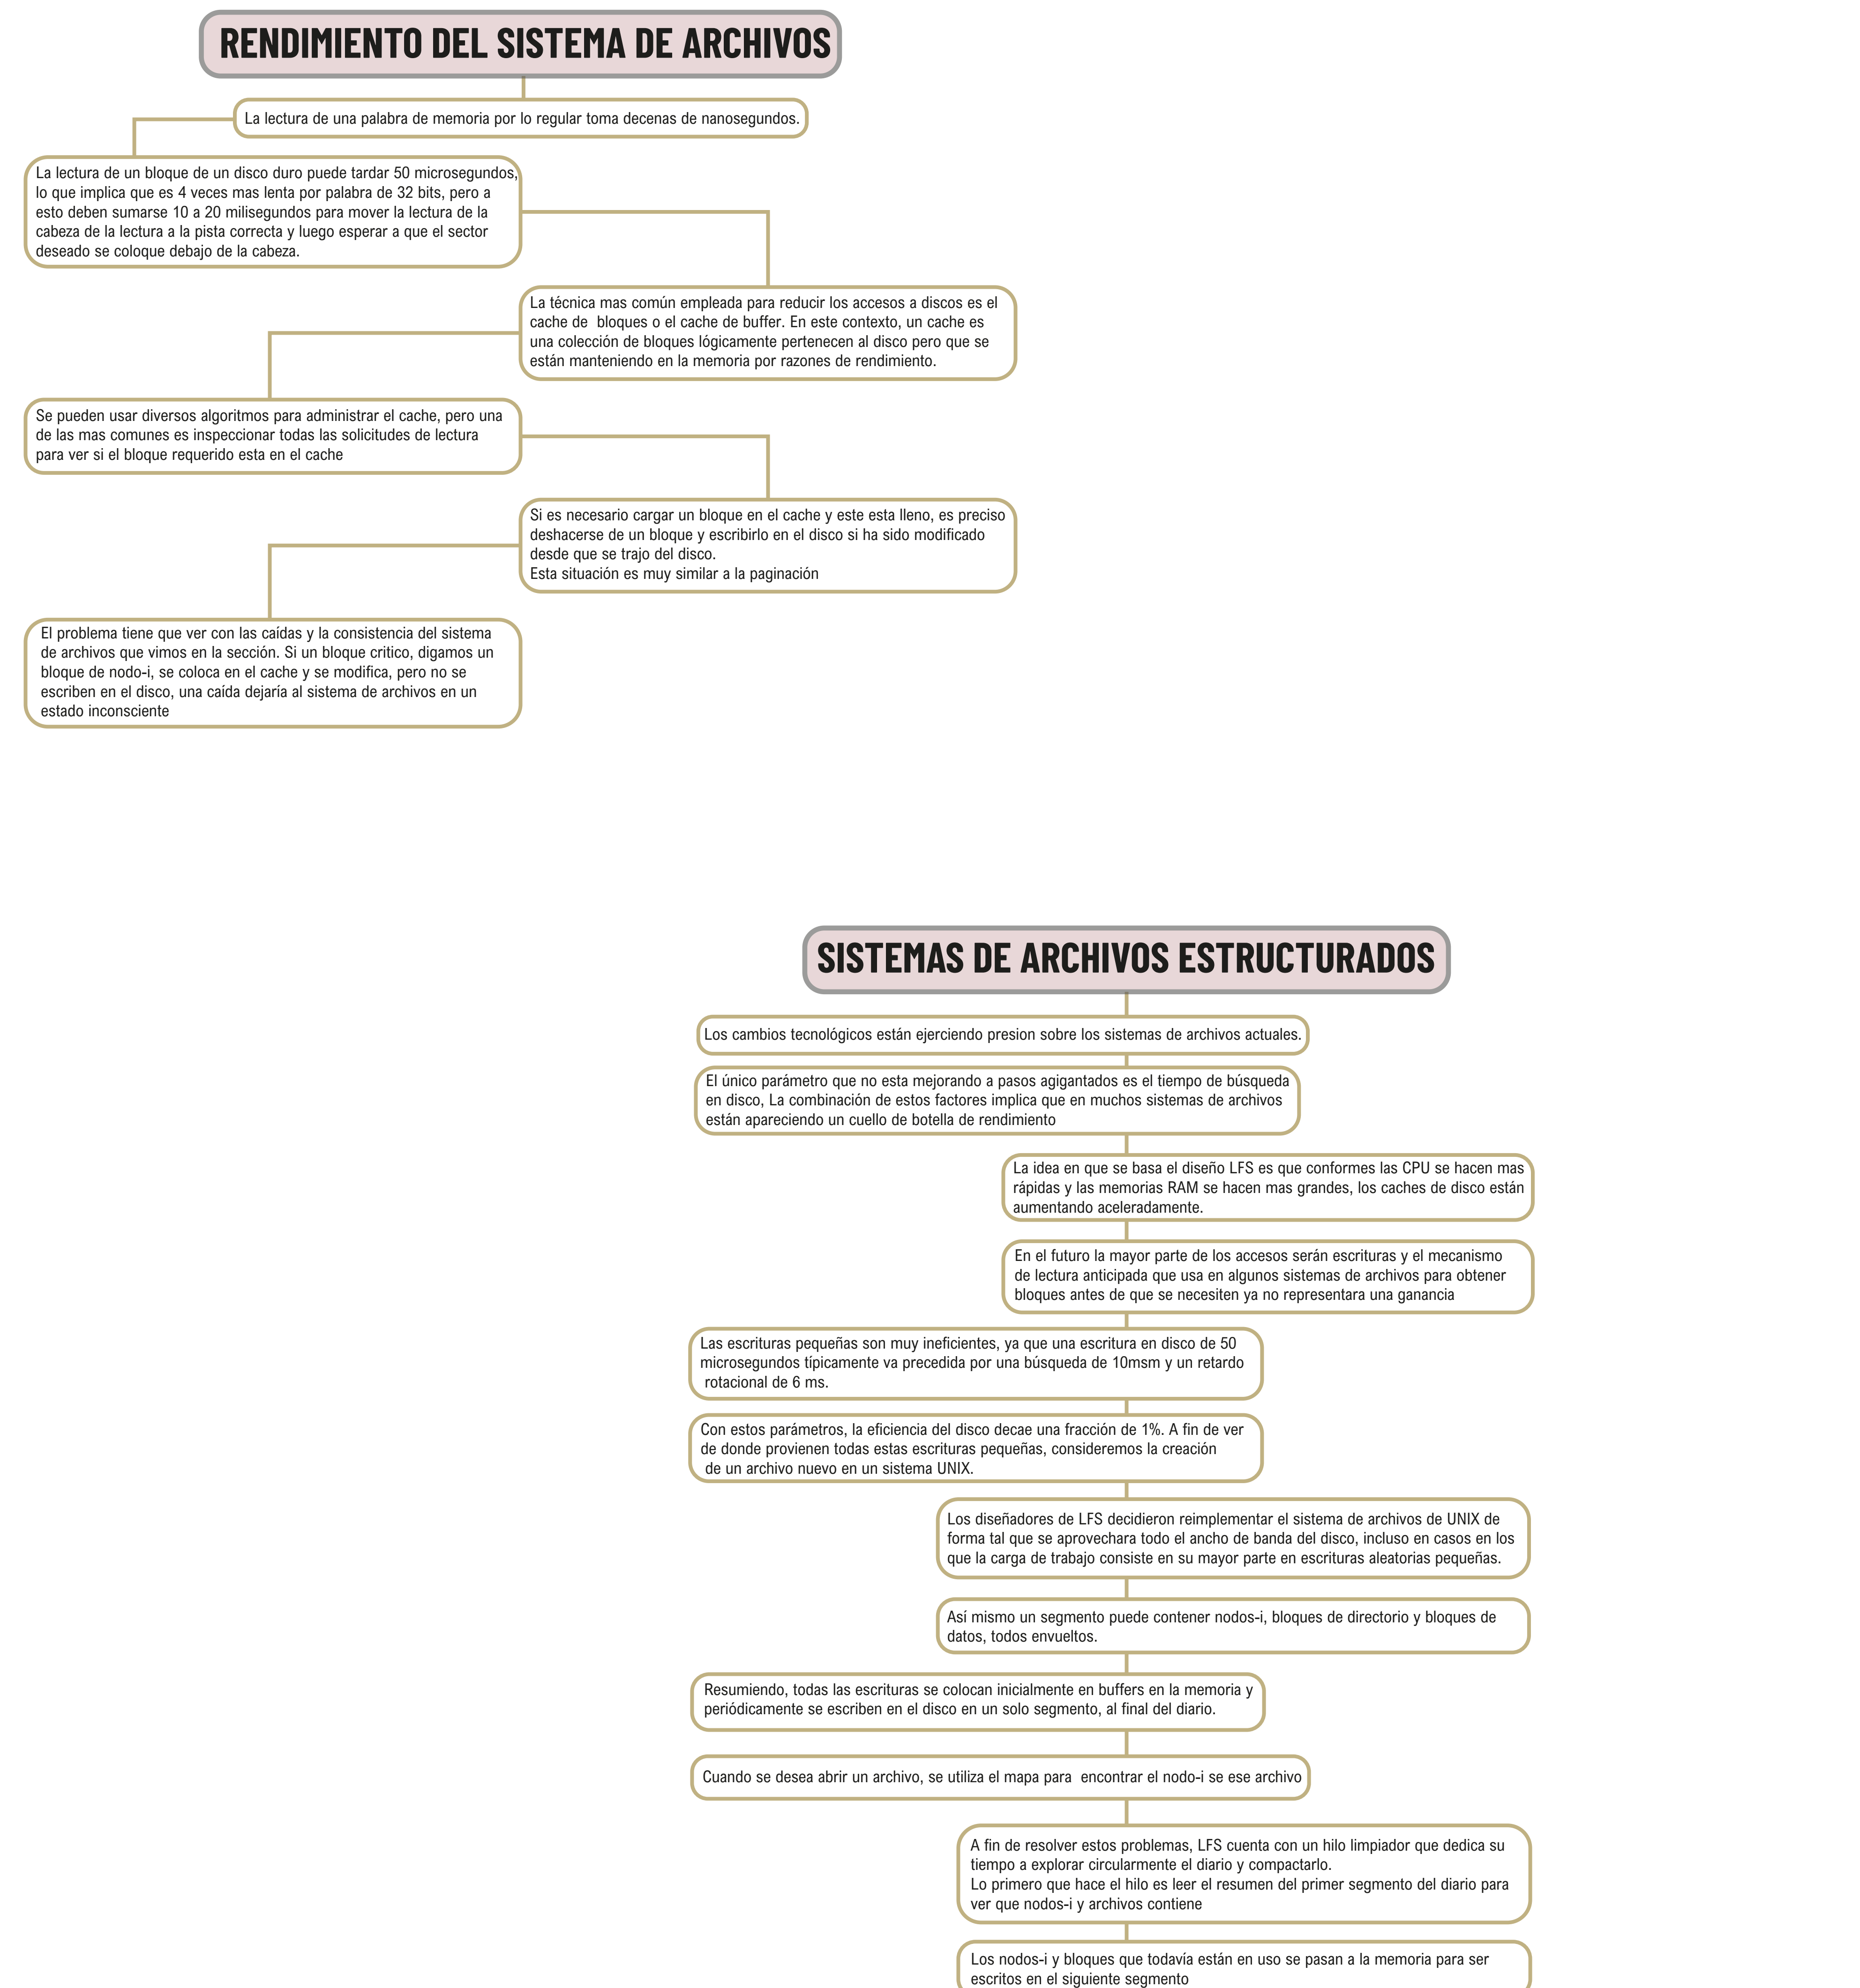 RENDIMIENTO DEL SISTEMA DE ARCHIVOS
La lectura de una palabra de memoria por lo regular toma decenas de nanosegundos.
La lectura de un bloque de un disco duro puede tardar 50 microsegundos,
lo que implica que es 4 veces mas lenta por palabra de 32 bits, pero a
esto deben sumarse 10 a 20 milisegundos para mover la lectura de la
cabeza de la lectura a la pista correcta y luego esperar a que el sector
deseado se coloque debajo de la cabeza.
La técnica mas común empleada para reducir los accesos a discos es el
cache de  bloques o el cache de buffer. En este contexto, un cache es
una colección de bloques lógicamente pertenecen al disco pero que se
están manteniendo en la memoria por razones de rendimiento.
Se pueden usar diversos algoritmos para administrar el cache, pero una
de las mas comunes es inspeccionar todas las solicitudes de lectura
para ver si el bloque requerido esta en el cache
Si es necesario cargar un bloque en el cache y este esta lleno, es preciso
deshacerse de un bloque y escribirlo en el disco si ha sido modificado
desde que se trajo del disco.
Esta situación es muy similar a la paginación
El problema tiene que ver con las caídas y la consistencia del sistema
de archivos que vimos en la sección. Si un bloque critico, digamos un
bloque de nodo-i, se coloca en el cache y se modifica, pero no se
escriben en el disco, una caída dejaría al sistema de archivos en un
estado inconsciente
SISTEMAS DE ARCHIVOS ESTRUCTURADOS
Los cambios tecnológicos están ejerciendo presion sobre los sistemas de archivos actuales.
El único parámetro que no esta mejorando a pasos agigantados es el tiempo de búsqueda
en disco, La combinación de estos factores implica que en muchos sistemas de archivos
están apareciendo un cuello de botella de rendimiento
La idea en que se basa el diseño LFS es que conformes las CPU se hacen mas
rápidas y las memorias RAM se hacen mas grandes, los caches de disco están
aumentando aceleradamente.
En el futuro la mayor parte de los accesos serán escrituras y el mecanismo
de lectura anticipada que usa en algunos sistemas de archivos para obtener
bloques antes de que se necesiten ya no representara una ganancia
Las escrituras pequeñas son muy ineficientes, ya que una escritura en disco de 50
microsegundos típicamente va precedida por una búsqueda de 10msm y un retardo
rotacional de 6 ms.
Con estos parámetros, la eficiencia del disco decae una fracción de 1%. A fin de ver
de donde provienen todas estas escrituras pequeñas, consideremos la creación
de un archivo nuevo en un sistema UNIX.
Los diseñadores de LFS decidieron reimplementar el sistema de archivos de UNIX de
forma tal que se aprovechara todo el ancho de banda del disco, incluso en casos en los
que la carga de trabajo consiste en su mayor parte en escrituras aleatorias pequeñas.
Así mismo un segmento puede contener nodos-i, bloques de directorio y bloques de
datos, todos envueltos.
Resumiendo, todas las escrituras se colocan inicialmente en buffers en la memoria y
periódicamente se escriben en el disco en un solo segmento, al final del diario.
Cuando se desea abrir un archivo, se utiliza el mapa para  encontrar el nodo-i se ese archivo
A fin de resolver estos problemas, LFS cuenta con un hilo limpiador que dedica su
tiempo a explorar circularmente el diario y compactarlo.
Lo primero que hace el hilo es leer el resumen del primer segmento del diario para
ver que nodos-i y archivos contiene
Los nodos-i y bloques que todavía están en uso se pasan a la memoria para ser
escritos en el siguiente segmento